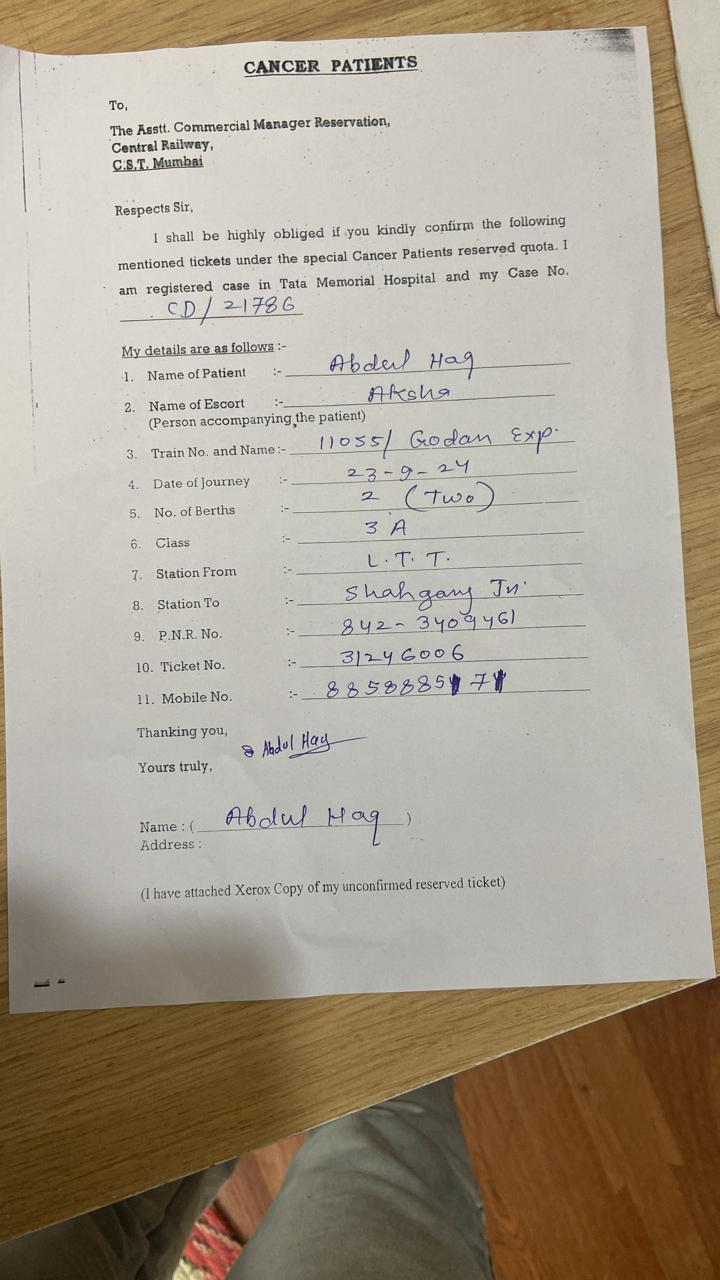 CANCER PATIENTS
To,
The Asstt. Commercial Manager Reservation,
Central Railway,
C.S.T. Mumbai
Respects Sir,
I shall be highly obliged if you kindly confirm the following
mentioned tickets under the special Cancer Patients reserved quota. I
am registered case in Tata Memorial Hospital and my Case No.
CD/21786
My details are as follows :-
1. Name of Patient :- Abdul Haq
2. Name of Escort :- Aksha
(Person accompanying the patient)
3. Train No. and Name :- 11055/ Godan Exp.
4. Date of Journey :- 23-9-24
5. No. of Berths :- 2 (Two)
6. Class :- 3 A
7. Station From :- L.T.T.
8. Station To :- Shahganj Jn.
9. P.N.R. No. :- 842-3409461
10. Ticket No. :- 31246006
11. Mobile No. :-
Thanking you,
Abdul Haq
Yours truly,
Name : ( Abdul Haq )
Address :
(I have attached Xerox Copy of my unconfirmed reserved ticket)